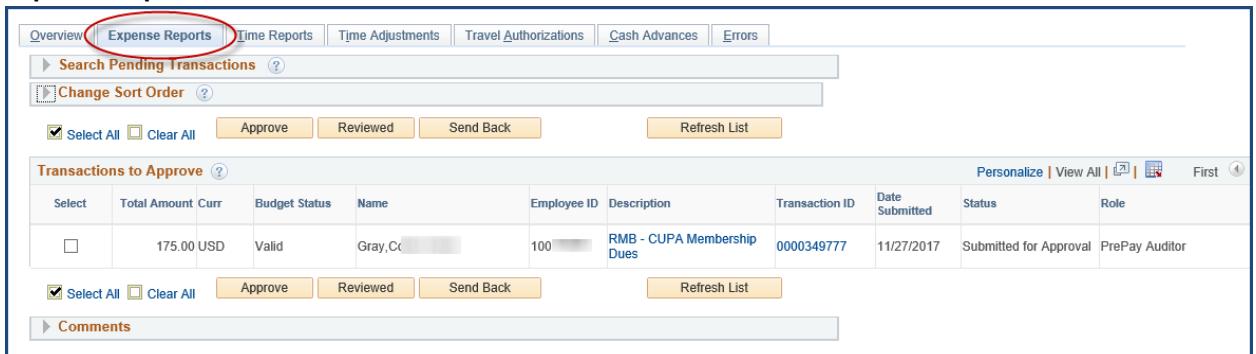 Overview Expense Reports Time Reports Time Adjustments Travel Authorizations Cash Advances Errors
Search Pending Transactions ?
Change Sort Order ?
Select All Clear All Approve Reviewed Send Back Refresh List
Transactions to Approve ? Personalize | View All | | First
Select Total Amount Curr Budget Status Name Employee ID Description Transaction ID Date Submitted Status Role
175.00 USD Valid Gray,Co 100 RMB - CUPA Membership Dues 0000349777 11/27/2017 Submitted for Approval PrePay Auditor
Select All Clear All Approve Reviewed Send Back Refresh List
Comments